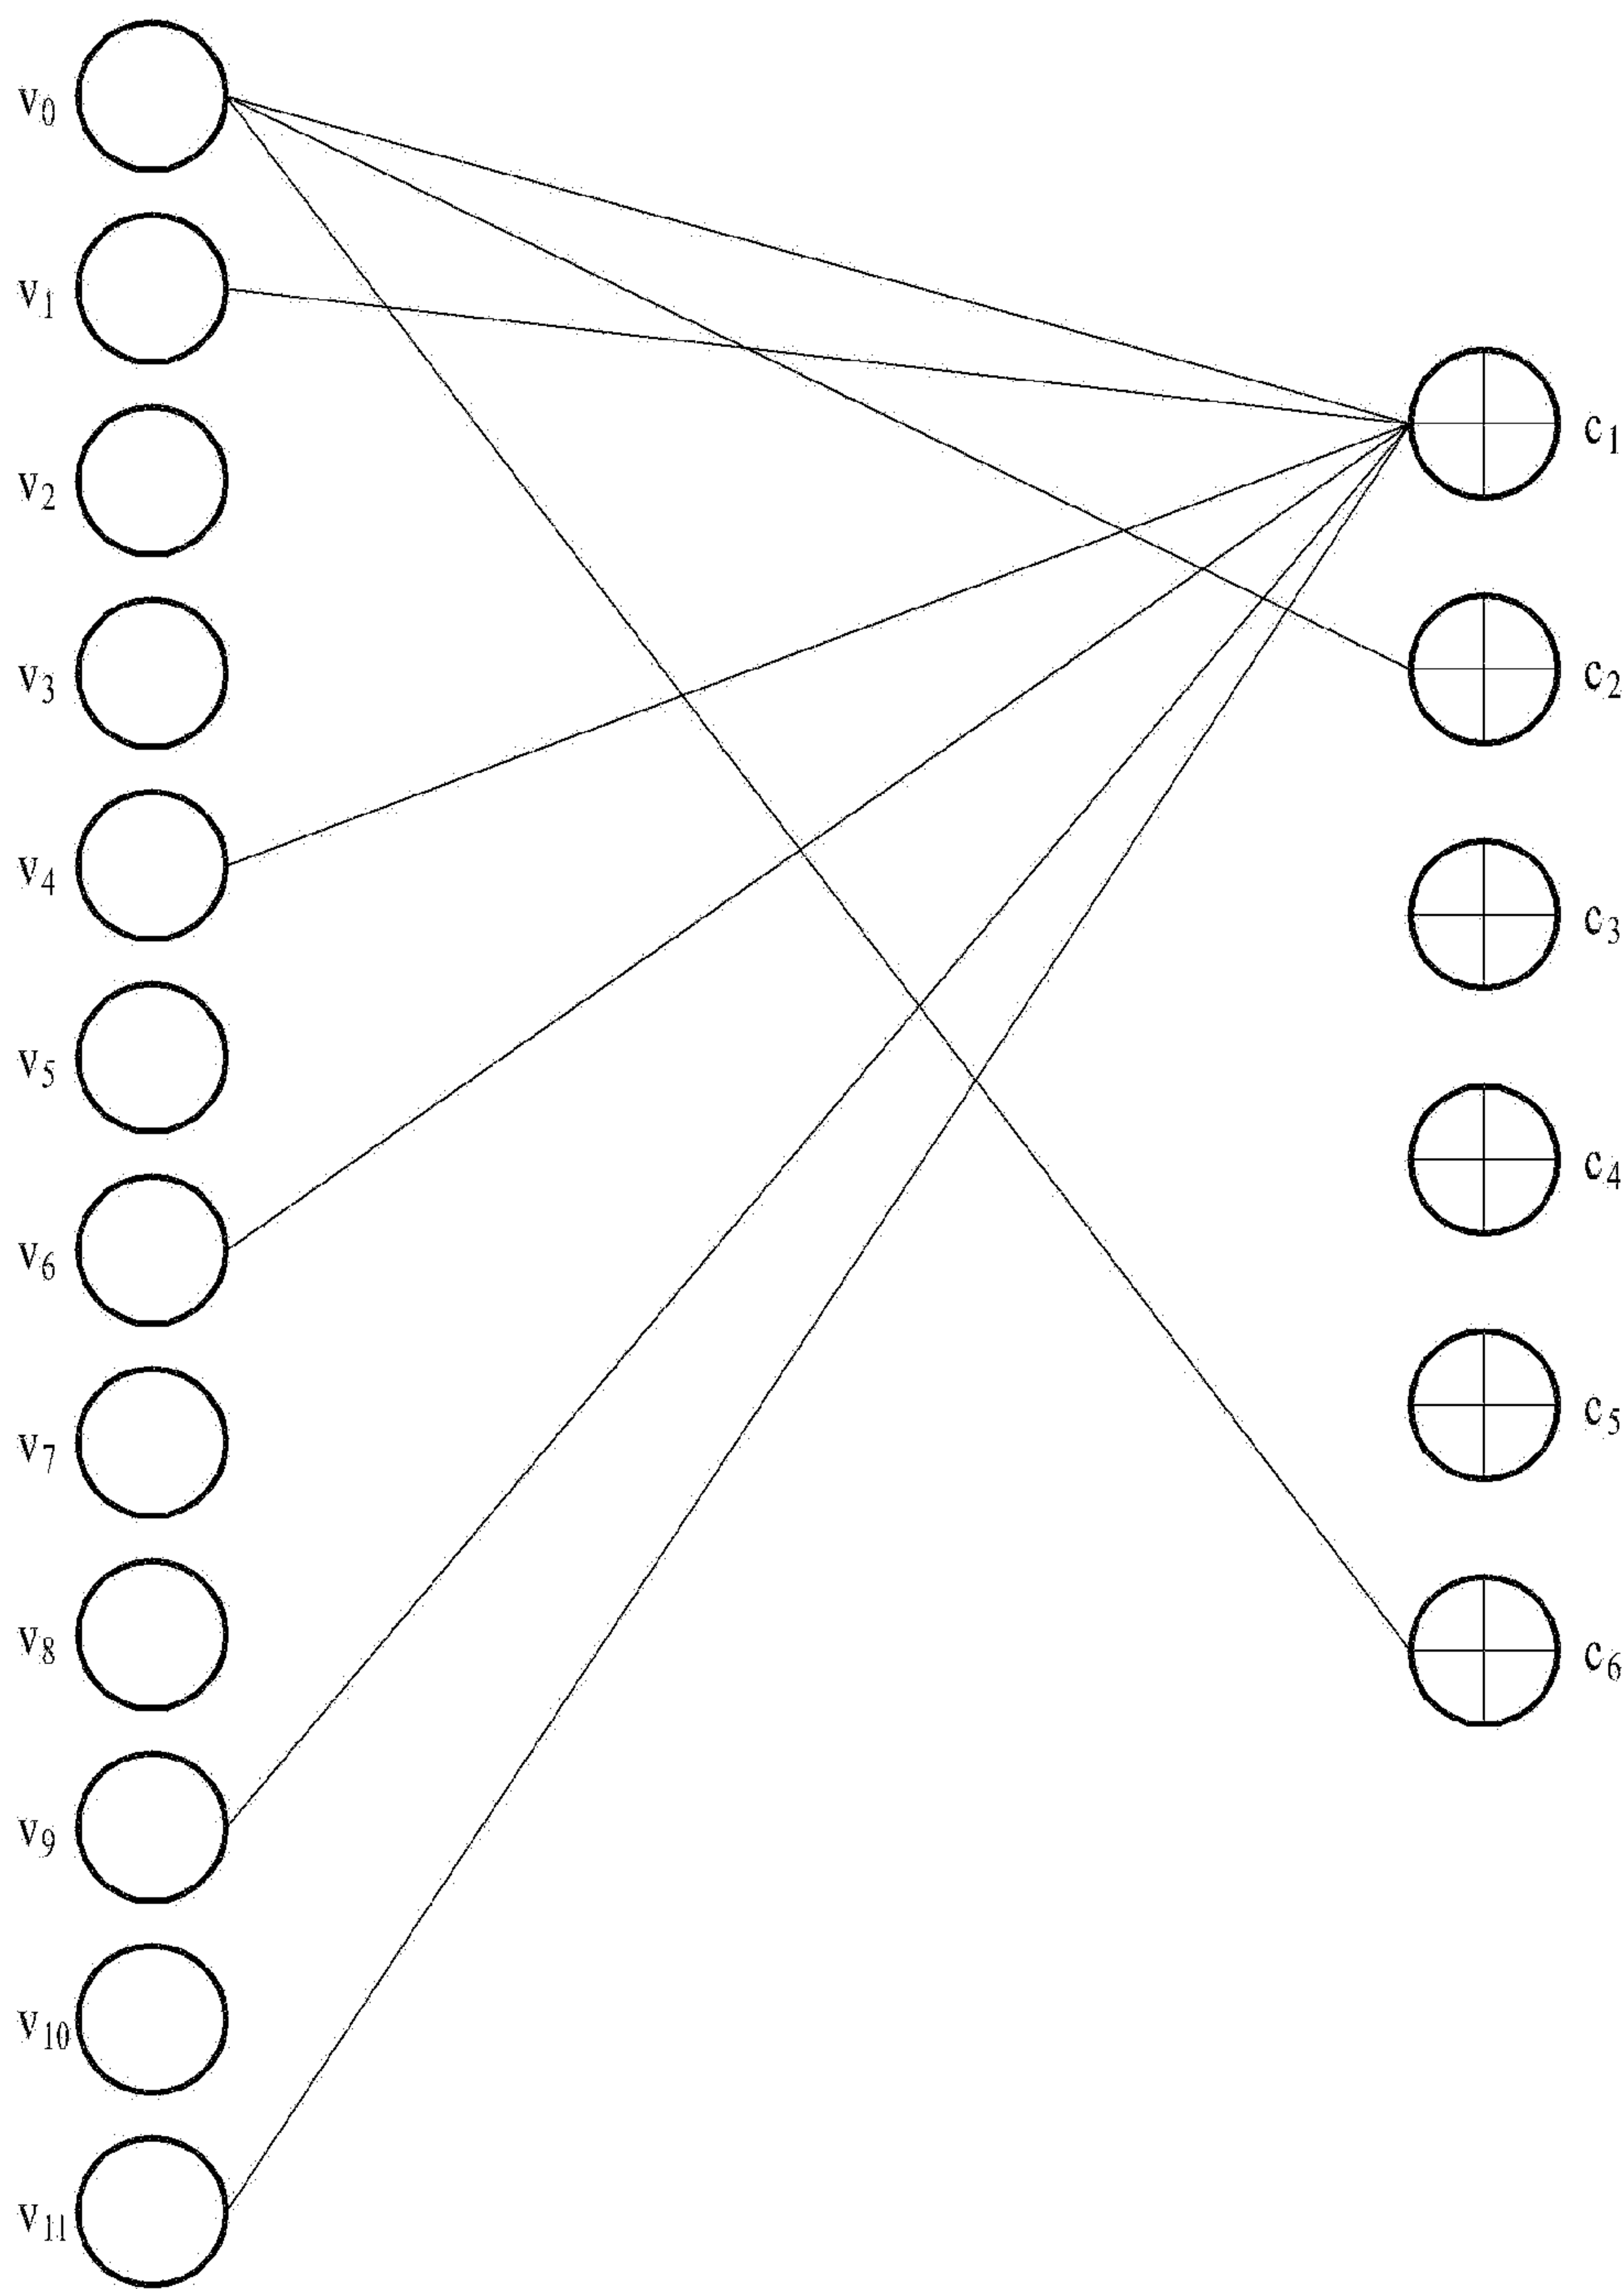 v₀
v₁
v₂
v₃
v₄
v₅
v₆
v₇
v₈
v₉
v₁₀
v₁₁
c₁
c₂
c₃
c₄
c₅
c₆